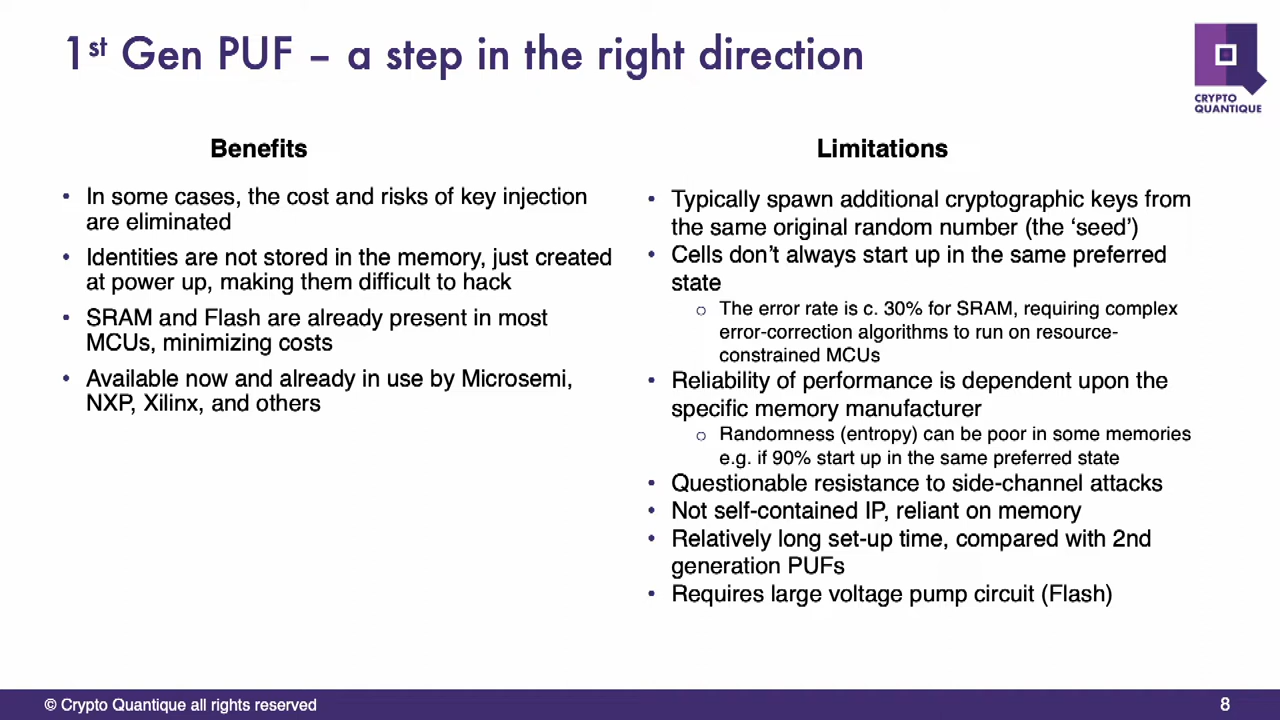 1st Gen PUF – a step in the right direction
CRYPTO
QUANTIQUE
Benefits
• In some cases, the cost and risks of key injection
are eliminated
• Identities are not stored in the memory, just created
at power up, making them difficult to hack
• SRAM and Flash are already present in most
MCUs, minimizing costs
• Available now and already in use by Microsemi,
NXP, Xilinx, and others
Limitations
• Typically spawn additional cryptographic keys from
the same original random number (the ‘seed’)
• Cells don’t always start up in the same preferred
state
o The error rate is c. 30% for SRAM, requiring complex
error-correction algorithms to run on resource-
constrained MCUs
• Reliability of performance is dependent upon the
specific memory manufacturer
o Randomness (entropy) can be poor in some memories
e.g. if 90% start up in the same preferred state
• Questionable resistance to side-channel attacks
• Not self-contained IP, reliant on memory
• Relatively long set-up time, compared with 2nd
generation PUFs
• Requires large voltage pump circuit (Flash)
© Crypto Quantique all rights reserved
8